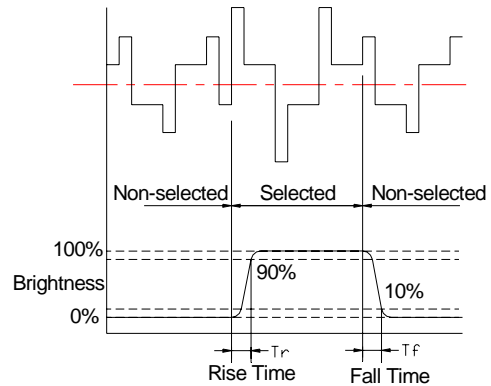 Non-selected Selected Non-selected
100%
90%
Brightness
10%
0%
Tr Tf
Rise Time Fall Time